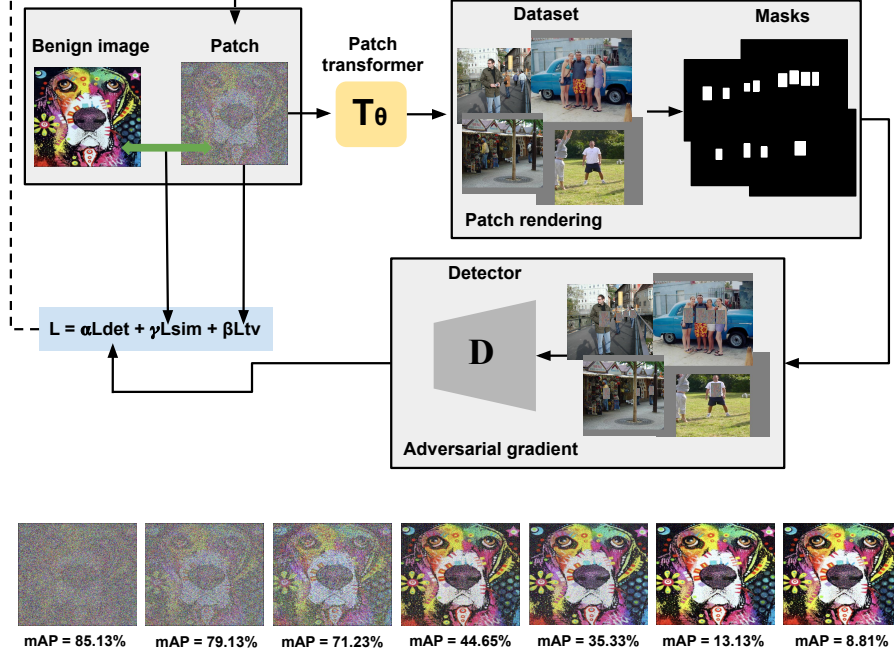 Benign image
Patch
Patch
transformer
Tθ
Dataset
Masks
Patch rendering
Detector
D
Adversarial gradient
L = αLdet + γLsim + βLtv
mAP = 85.13%
mAP = 79.13%
mAP = 71.23%
mAP = 44.65%
mAP = 35.33%
mAP = 13.13%
mAP = 8.81%